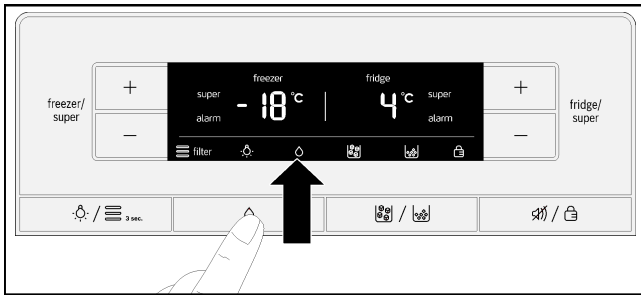 freezer fridge
super - 18 °C 4 °C super
alarm alarm
filter
freezer/
super
+
−
+
−
fridge/
super
/ 3 sec.
/
/